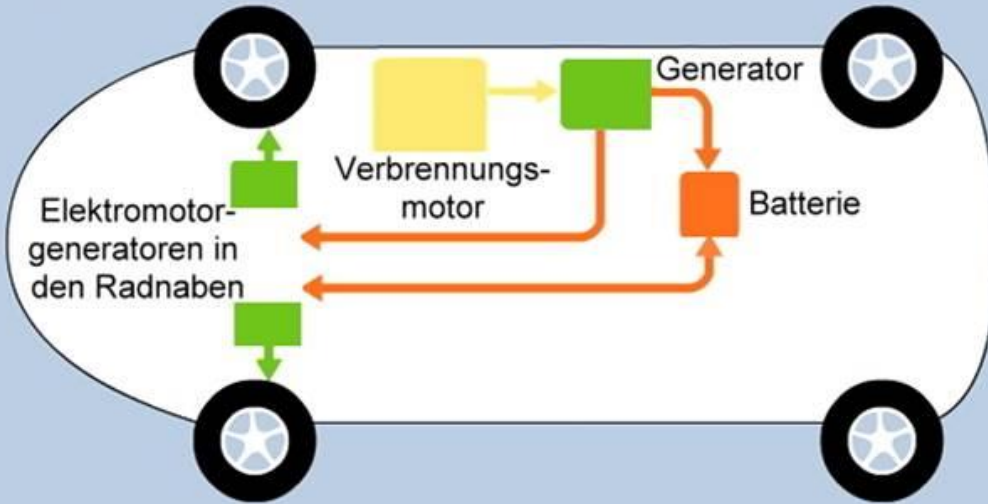 Generator
Verbrennungs-
motor
Batterie
Elektromotor-
generatoren in
den Radnaben